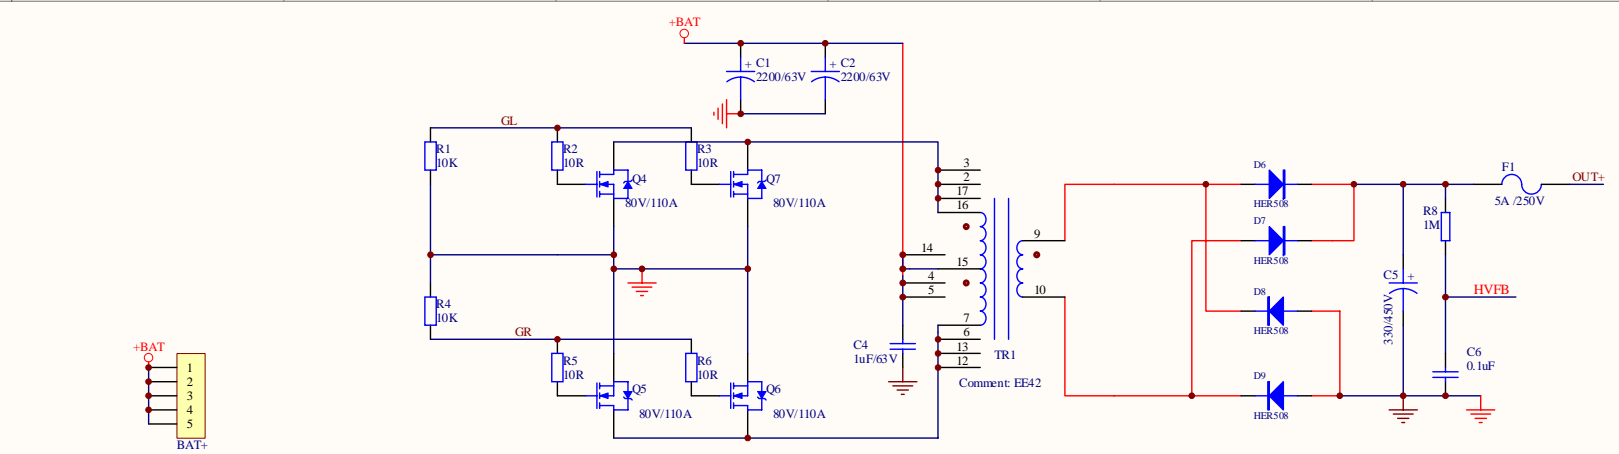 +BAT
+ C1
2200/63V
+ C2
2200/63V
GL
R1
10K
R2
10R
R3
10R
Q4
80V/110A
Q7
80V/110A
3
2
17
16
14
15
4
5
7
6
13
12
9
10
TR1
Comment: EE42
C4
1uF/63V
R4
10K
GR
R5
10R
R6
10R
Q5
80V/110A
Q6
80V/110A
+BAT
1
2
3
4
5
BAT+
D6
HER508
D7
HER508
D8
HER508
D9
HER508
F1
5A /250V
OUT+
R8
1M
C5 +
330/450V
HVFB
C6
0.1uF